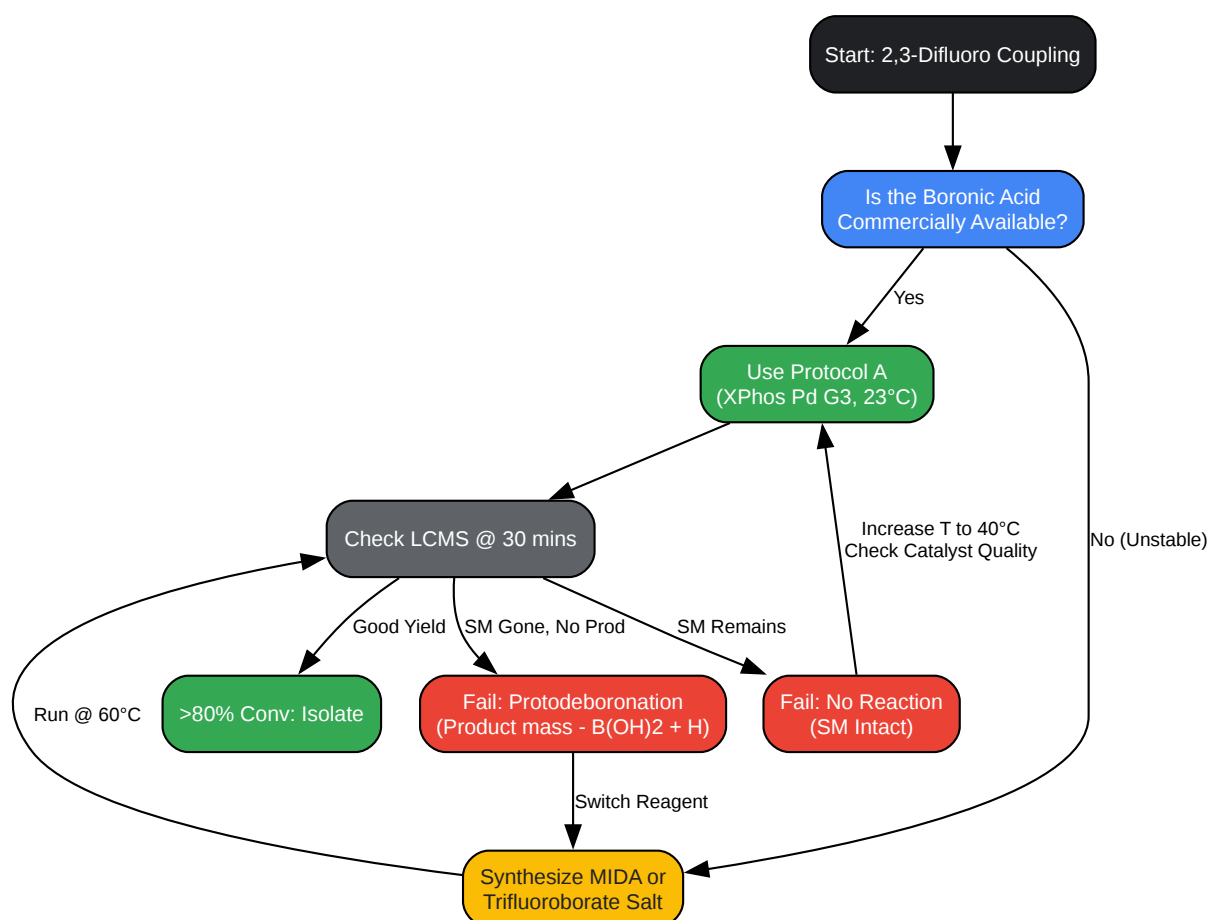 Start: 2,3-Difluoro Coupling
Is the Boronic Acid
Commercially Available?
Yes
Use Protocol A
(XPhos Pd G3, 23°C)
Increase T to 40°C
Check Catalyst Quality
No (Unstable)
Check LCMS @ 30 mins
Good Yield
SM Gone, No Prod
SM Remains
Run @ 60°C
>80% Conv: Isolate
Fail: Protodeboronation
(Product mass - B(OH)2 + H)
Fail: No Reaction
(SM Intact)
Switch Reagent
Synthesize MIDA or
Trifluoroborate Salt